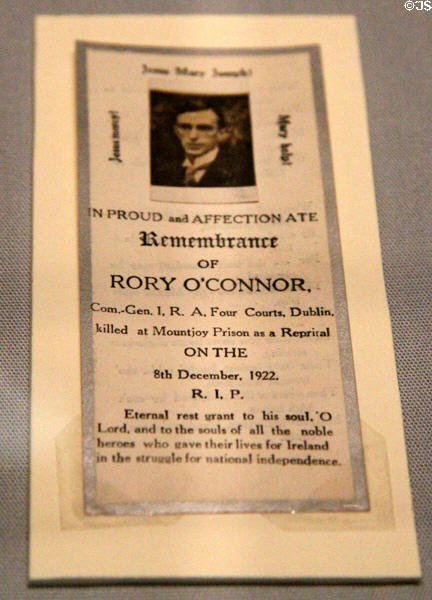 ©JS
Jesus Mary Joseph!
Jesus mercy!
Mary help!
IN PROUD and AFFECTION ATE
Remembrance
OF
RORY O'CONNOR,
Com.-Gen. I, R. A, Four Courts, Dublin,
killed at Mountjoy Prison as a Reprisal
ON THE
8th December, 1922.
R. I. P.
Eternal rest grant to his soul, 'O
Lord, and to the souls of all the noble
heroes who gave their lives for Ireland
in the struggle for national independence.